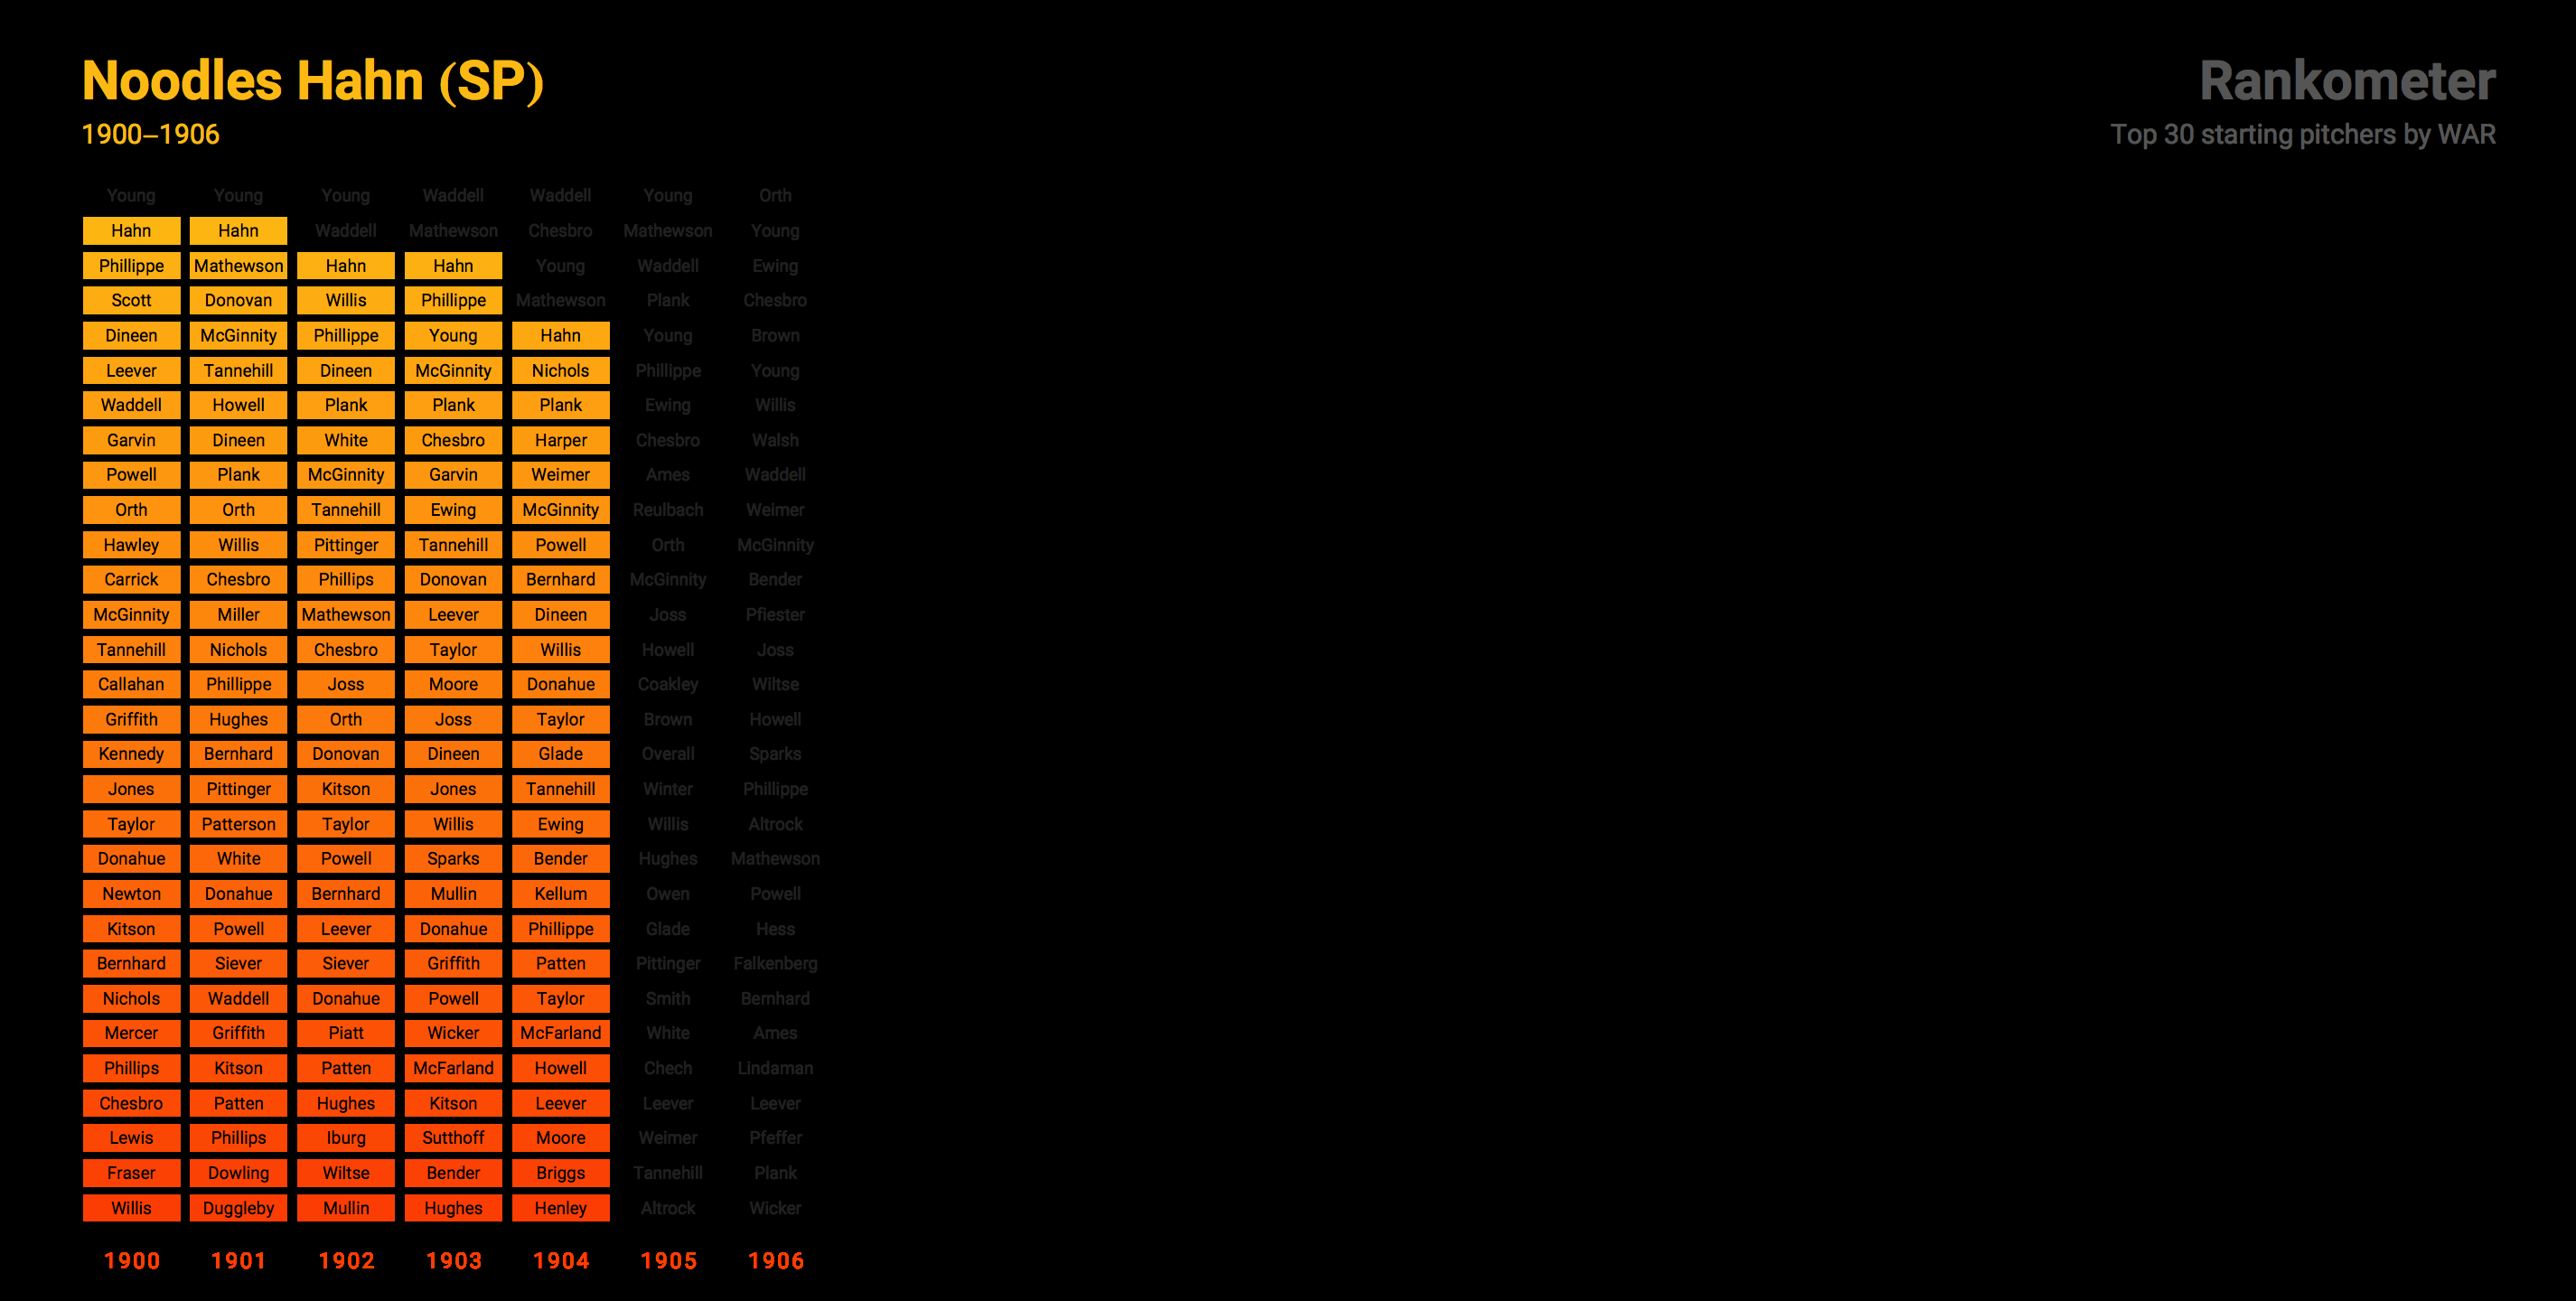 Noodles Hahn (SP)
1900–1906
Rankometer
Top 30 starting pitchers by WAR
Young Young Young Waddell Waddell Young Orth
Hahn Hahn Waddell Mathewson Chesbro Mathewson Young
Phillippe Mathewson Hahn Hahn Young Waddell Ewing
Scott Donovan Willis Phillippe Mathewson Plank Chesbro
Dineen McGinnity Phillippe Young Hahn Young Brown
Leever Tannehill Dineen McGinnity Nichols Phillippe Young
Waddell Howell Plank Plank Plank Ewing Willis
Garvin Dineen White Chesbro Harper Chesbro Walsh
Powell Plank McGinnity Garvin Weimer Ames Waddell
Orth Orth Tannehill Ewing McGinnity Reulbach Weimer
Hawley Willis Pittinger Tannehill Powell Orth McGinnity
Carrick Chesbro Phillips Donovan Bernhard McGinnity Bender
McGinnity Miller Mathewson Leever Dineen Joss Pfiester
Tannehill Nichols Chesbro Taylor Willis Howell Joss
Callahan Phillippe Joss Moore Donahue Coakley Wiltse
Griffith Hughes Orth Joss Taylor Brown Howell
Kennedy Bernhard Donovan Dineen Glade Overall Sparks
Jones Pittinger Kitson Jones Tannehill Winter Phillippe
Taylor Patterson Taylor Willis Ewing Willis Altrock
Donahue White Powell Sparks Bender Hughes Mathewson
Newton Donahue Bernhard Mullin Kellum Owen Powell
Kitson Powell Leever Donahue Phillippe Glade Hess
Bernhard Siever Siever Griffith Patten Pittinger Falkenberg
Nichols Waddell Donahue Powell Taylor Smith Bernhard
Mercer Griffith Piatt Wicker McFarland White Ames
Phillips Kitson Patten McFarland Howell Chech Lindaman
Chesbro Patten Hughes Kitson Leever Leever Leever
Lewis Phillips Iburg Sutthoff Moore Weimer Pfeffer
Fraser Dowling Wiltse Bender Briggs Tannehill Plank
Willis Duggleby Mullin Hughes Henley Altrock Wicker
1900 1901 1902 1903 1904 1905 1906